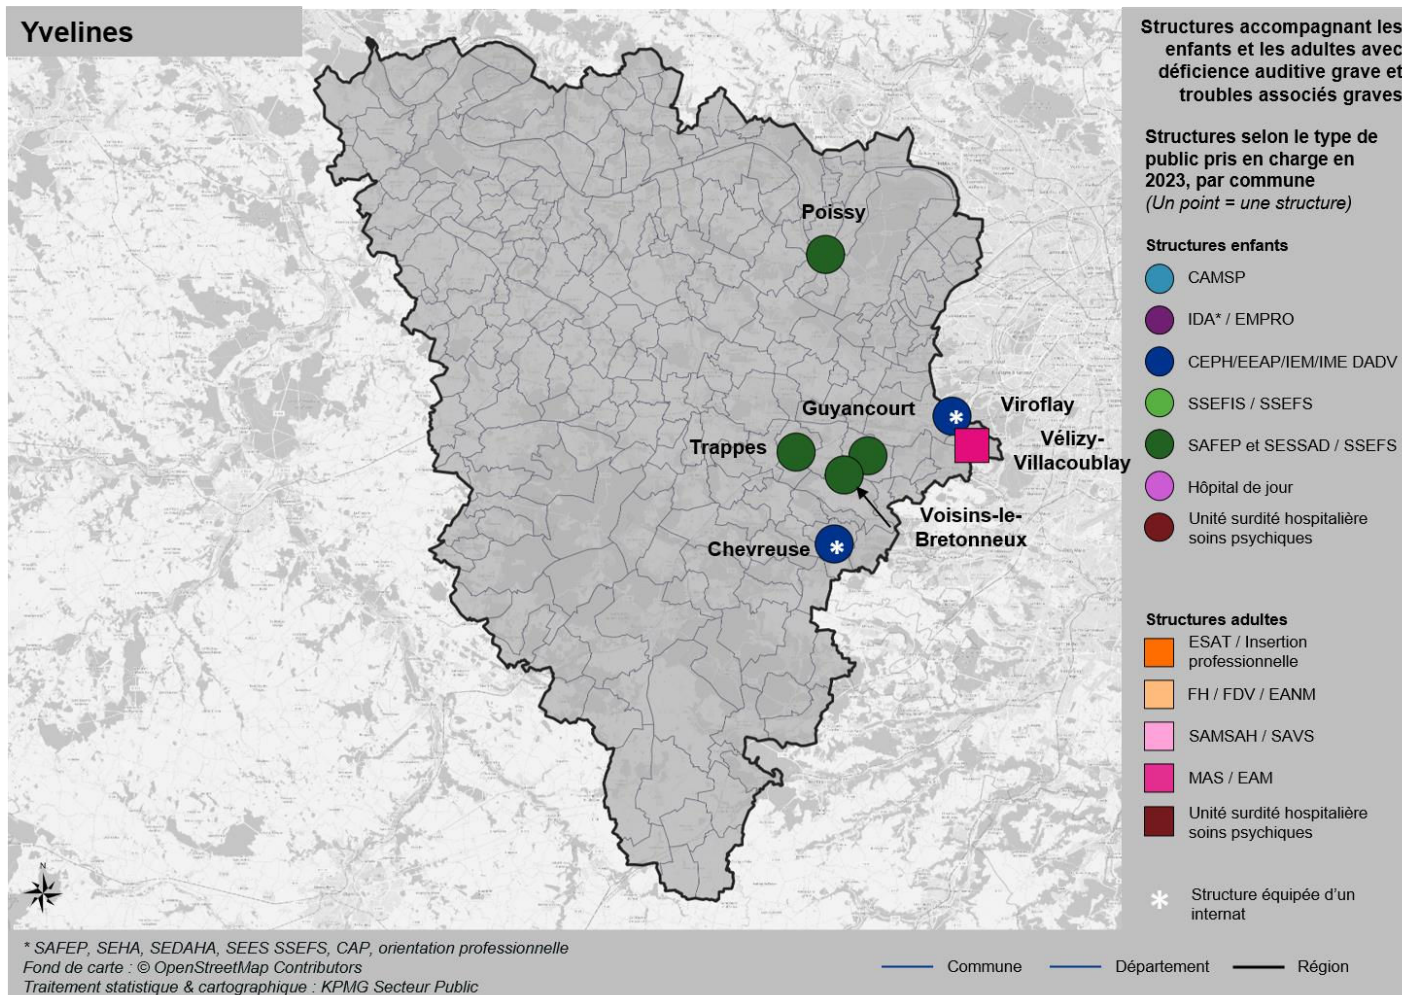 Yvelines
Structures accompagnant les
enfants et les adultes avec
déficience auditive grave et
troubles associés graves
Structures selon le type de
public pris en charge en
2023, par commune
(Un point = une structure)
Structures enfants
CAMSP
IDA* / EMPRO
CEPH/EEAP/IEM/IME DADV
SSEFIS / SSEFS
SAFEP et SESSAD / SSEFS
Hôpital de jour
Unité surdité hospitalière
soins psychiques
Structures adultes
ESAT / Insertion
professionnelle
FH / FDV / EANM
SAMSAH / SAVS
MAS / EAM
Unité surdité hospitalière
soins psychiques
* Structure équipée d'un
internat
Poissy
Guyancourt
Viroflay
*
Trappes
Vélizy-
Villacoublay
Voisins-le-
Bretonneux
Chevreuse
*
N
* SAFEP, SEHA, SEDAHA, SEES SSEFS, CAP, orientation professionnelle
Fond de carte : © OpenStreetMap Contributors
Traitement statistique & cartographique : KPMG Secteur Public
Commune
Département
Région